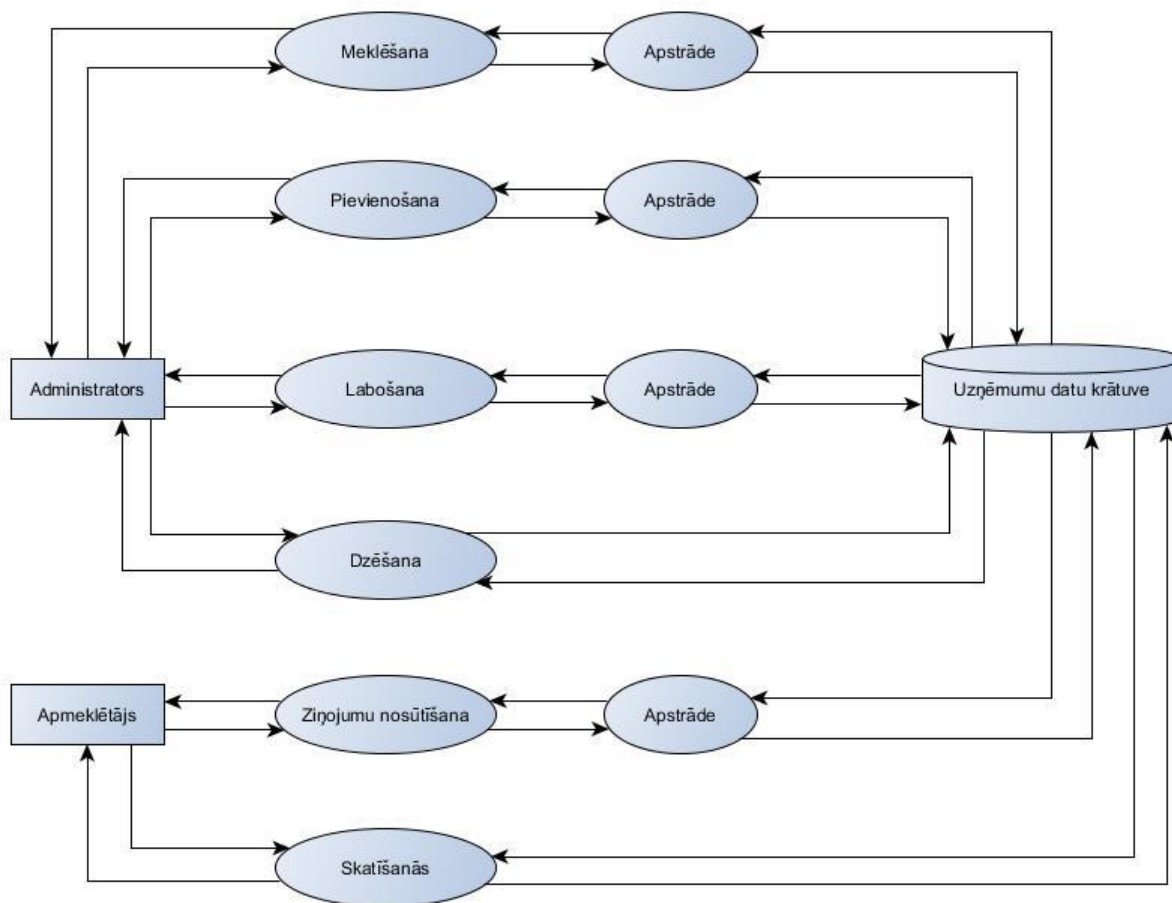 Meklēšana
Apstrāde
Pievienošana
Apstrāde
Administrators
Labošana
Apstrāde
Uzņēmumu datu krātuve
Dzēšana
Apmeklētājs
Ziņojumu nosūtīšana
Apstrāde
Skatīšanās